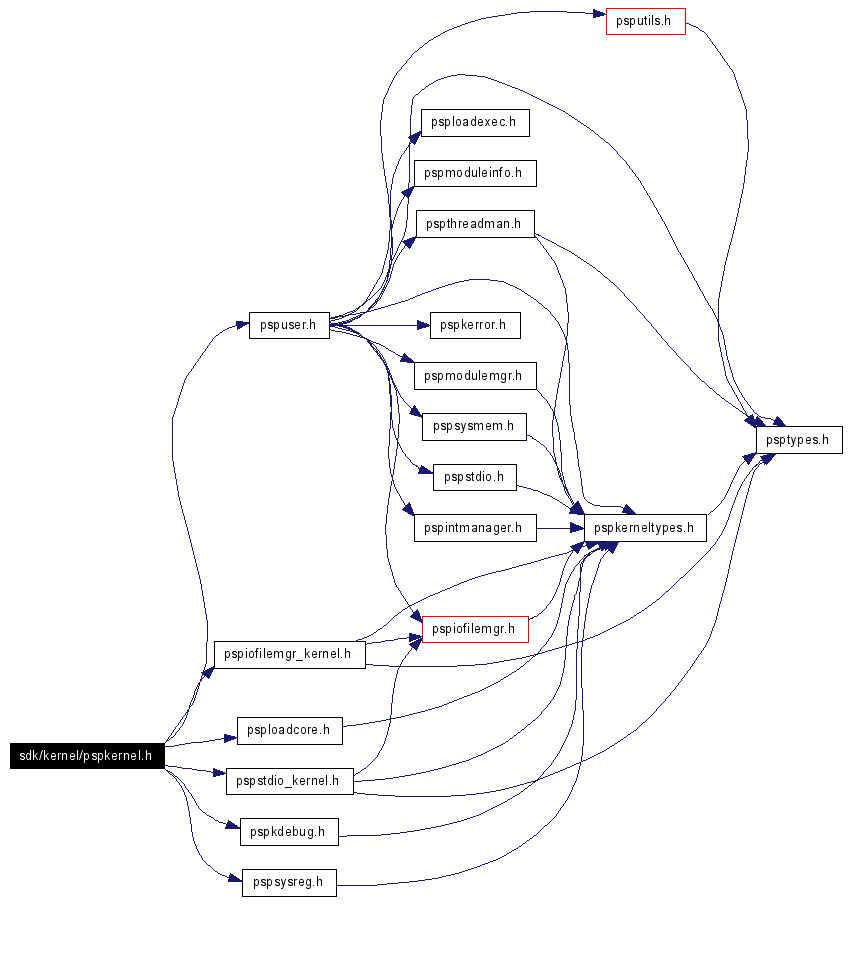 psputils.h
psploadexec.h
pspmoduleinfo.h
pspthreadman.h
pspuser.h
pspkerror.h
pspmodulemgr.h
pspsysmem.h
psptypes.h
pspstdio.h
pspintmanager.h
pspkerneltypes.h
pspiofilemgr.h
pspiofilemgr_kernel.h
psploadcore.h
sdk/kernel/pspkernel.h
pspstdio_kernel.h
pspkdebug.h
pspsysreg.h